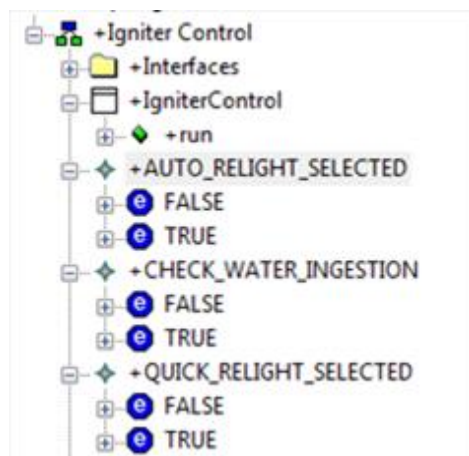 +Igniter Control
+Interfaces
+IgniterControl
+run
+AUTO_RELIGHT_SELECTED
e FALSE
e TRUE
+CHECK_WATER_INGESTION
e FALSE
e TRUE
+QUICK_RELIGHT_SELECTED
e FALSE
e TRUE